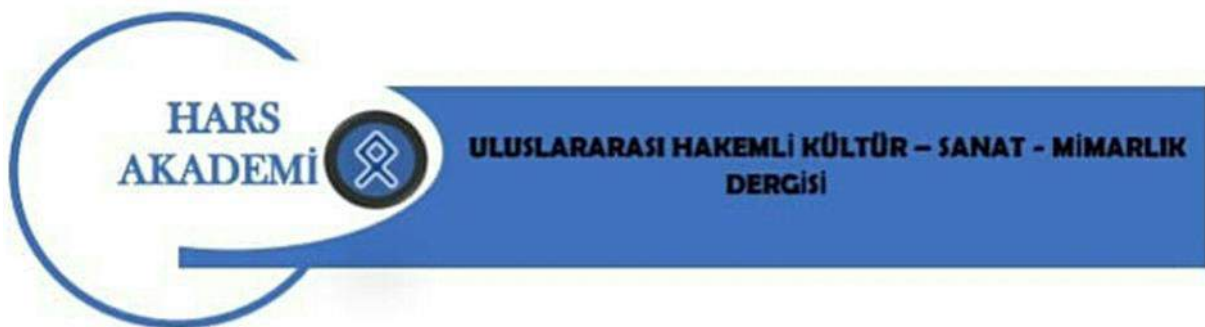 HARS
AKADEMİ
ULUSLARARASI HAKEMLİ KÜLTÜR – SANAT - MİMARLIK
DERGİSİ